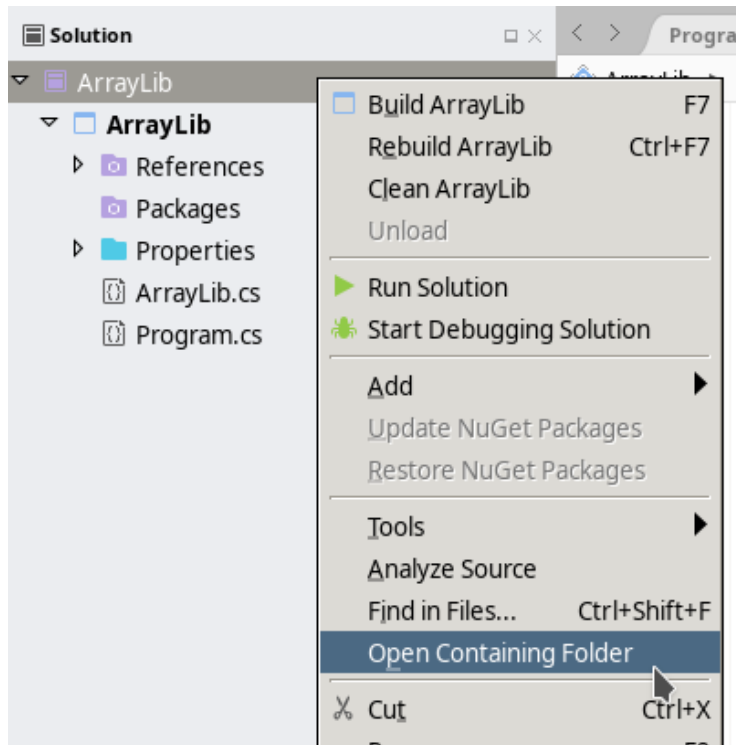 Solution
Progra
ArrayLib
ArrayLib
References
Packages
Properties
ArrayLib.cs
Program.cs
Build ArrayLib F7
Rebuild ArrayLib Ctrl+F7
Clean ArrayLib
Unload
Run Solution
Start Debugging Solution
Add
Update NuGet Packages
Restore NuGet Packages
Tools
Analyze Source
Find in Files... Ctrl+Shift+F
Open Containing Folder
Cut Ctrl+X